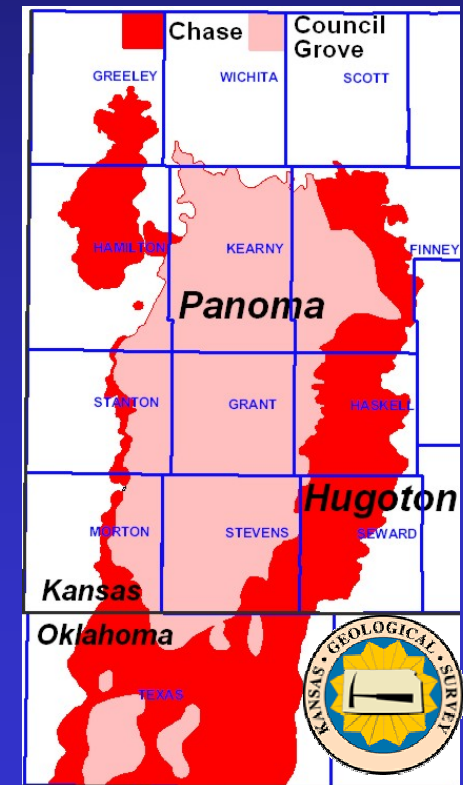 Chase
Council
Grove
GREELEY
WICHITA
SCOTT
HAMILTON
KEARNY
FINNEY
Panoma
STANTON
GRANT
HASKELL
Hugoton
MORTON
STEVENS
SEWARD
Kansas
Oklahoma
TEXAS
KANSAS • GEOLOGICAL • SURVEY